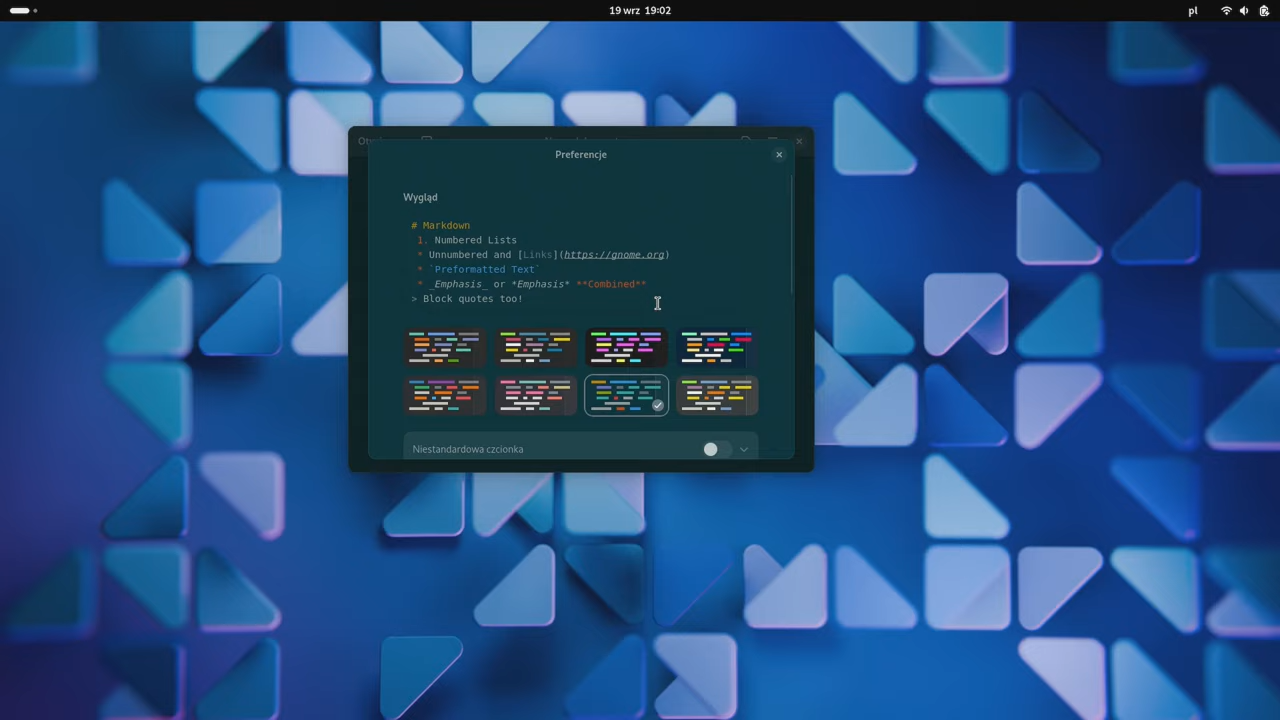 19 wrz 19:02
pl
Preferencje
Wygląd
# Markdown
1. Numbered Lists
* Unnumbered and [Links](https://gnome.org)
* `Preformatted Text`
* _Emphasis_ or *Emphasis* **Combined**
> Block quotes too!
Niestandardowa czcionka